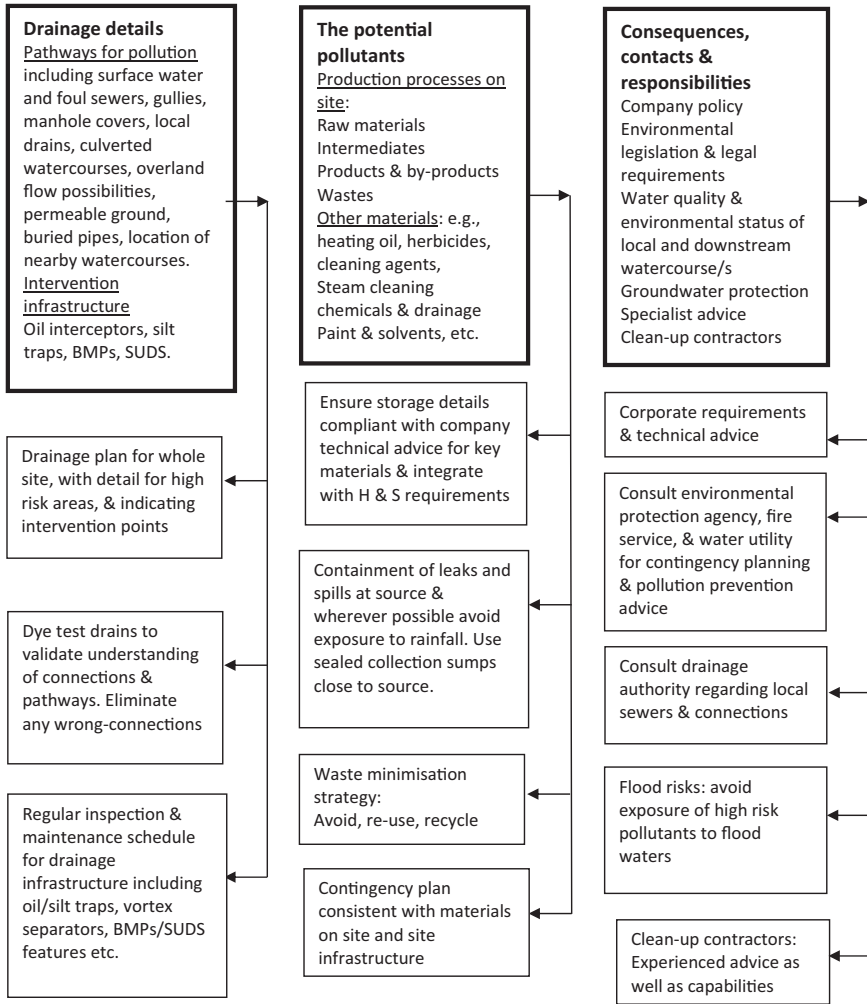 Drainage details
Pathways for pollution
including surface water
and foul sewers, gullies,
manhole covers, local
drains, culverted
watercourses, overland
flow possibilities,
permeable ground,
buried pipes, location of
nearby watercourses.
Intervention
infrastructure
Oil interceptors, silt
traps, BMPs, SUDS.
Drainage plan for whole
site, with detail for high
risk areas, & indicating
intervention points
Dye test drains to
validate understanding
of connections &
pathways. Eliminate
any wrong-connections
Regular inspection &
maintenance schedule
for drainage
infrastructure including
oil/silt traps, vortex
separators, BMPs/SUDS
features etc.
The potential
pollutants
Production processes on
site:
Raw materials
Intermediates
Products & by-products
Wastes
Other materials: e.g.,
heating oil, herbicides,
cleaning agents,
Steam cleaning
chemicals & drainage
Paint & solvents, etc.
Ensure storage details
compliant with company
technical advice for key
materials & integrate
with H & S requirements
Containment of leaks and
spills at source &
wherever possible avoid
exposure to rainfall. Use
sealed collection sumps
close to source.
Waste minimisation
strategy:
Avoid, re-use, recycle
Contingency plan
consistent with materials
on site and site
infrastructure
Consequences,
contacts &
responsibilities
Company policy
Environmental
legislation & legal
requirements
Water quality &
environmental status of
local and downstream
watercourse/s
Groundwater protection
Specialist advice
Clean-up contractors
Corporate requirements
& technical advice
Consult environmental
protection agency, fire
service, & water utility
for contingency planning
& pollution prevention
advice
Consult drainage
authority regarding local
sewers & connections
Flood risks: avoid
exposure of high risk
pollutants to flood
waters
Clean-up contractors:
Experienced advice as
well as capabilities